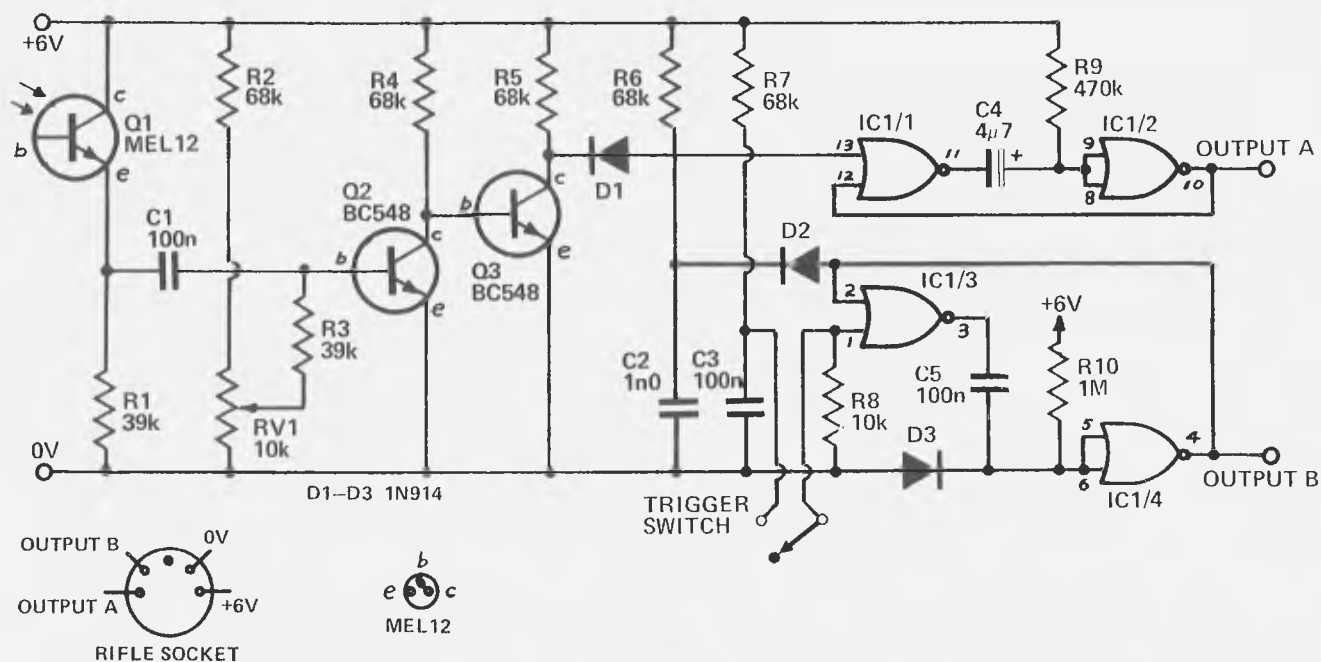 +6V
Q1
MEL12
c
b
e
C1
100n
R1
39k
R2
68k
RV1
10k
R3
39k
R4
68k
Q2
BC548
b
c
e
R5
68k
Q3
BC548
b
c
e
D1
R6
68k
R7
68k
13
12
IC1/1
11
C4
4µ7
+
R9
470k
IC1/2
9
8
10
OUTPUT A
D2
2
1
IC1/3
3
C2
1n0
C3
100n
R8
10k
C5
100n
+6V
R10
1M
D3
5
6
4
IC1/4
OUTPUT B
0V
D1–D3 1N914
TRIGGER
SWITCH
OUTPUT B
0V
OUTPUT A
+6V
RIFLE SOCKET
b
e
c
MEL12